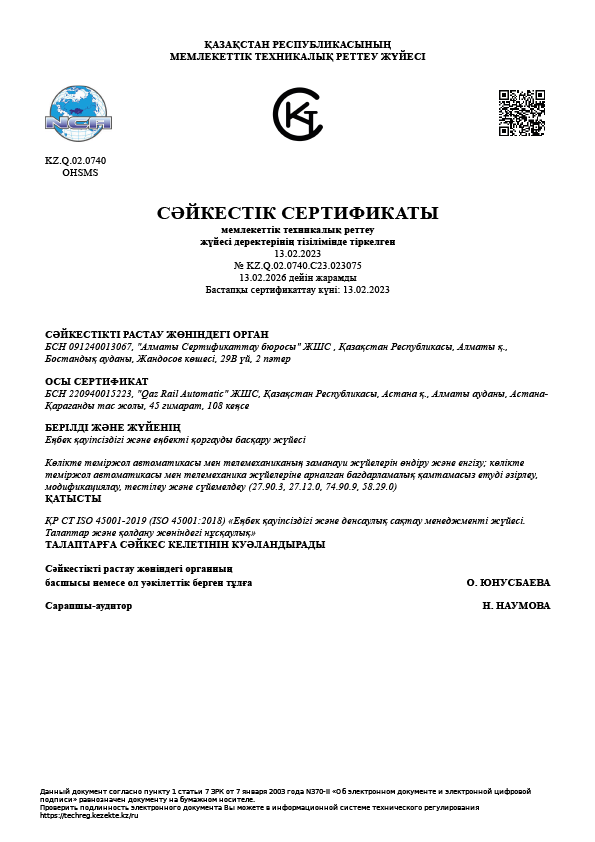 ҚАЗАҚСТАН РЕСПУБЛИКАСЫНЫҢ
МЕМЛЕКЕТТІК ТЕХНИКАЛЫҚ РЕТТЕУ ЖҮЙЕСІ
NCA
KZ.Q.02.0740
OHSMS
СӘЙКЕСТІК СЕРТИФИКАТЫ
мемлекеттік техникалық реттеу
жүйесі деректерінің тізілімінде тіркелген
13.02.2023
№ KZ.Q.02.0740.C23.023075
13.02.2026 дейін жарамды
Бастапқы сертификаттау күні: 13.02.2023
СӘЙКЕСТІКТІ РАСТАУ ЖӨНІНДЕГІ ОРГАН
БСН 091240013067, "Алматы Сертификаттау бюросы" ЖШС , Қазақстан Республикасы, Алматы қ.,
Бостандық ауданы, Жандосов көшесі, 29В үй, 2 пәтер
ОСЫ СЕРТИФИКАТ
БСН 220940015223, "Qaz Rail Automatic" ЖШС, Қазақстан Республикасы, Астана қ., Алматы ауданы, Астана-
Қарағанды тас жолы, 45 ғимарат, 108 кеңсе
БЕРІЛДІ ЖӘНЕ ЖҮЙЕНІҢ
Еңбек қауіпсіздігі және еңбекті қорғауды басқару жүйесі
Көлікте теміржол автоматикасы мен телемеханиканың заманауи жүйелерін өндіру және енгізу; көлікте
теміржол автоматикасы мен телемеханика жүйелеріне арналған бағдарламалық қамтамасыз етуді әзірлеу,
модификациялау, тестілеу және сүйемелдеу (27.90.3, 27.12.0, 74.90.9, 58.29.0)
ҚАТЫСТЫ
ҚР СТ ISO 45001-2019 (ISO 45001:2018) «Еңбек қауіпсіздігі және денсаулық сақтау менеджменті жүйесі.
Талаптар және қолдану жөніндегі нұсқаулық»
ТАЛАПТАРҒА СӘЙКЕС КЕЛЕТІНІН КУӘЛАНДЫРАДЫ
Сәйкестікті растау жөніндегі органның
басшысы немесе ол уәкілеттік берген тұлға О. ЮНУСБАЕВА
Сарапшы-аудитор Н. НАУМОВА
Данный документ согласно пункту 1 статьи 7 ЗРК от 7 января 2003 года N370-II «Об электронном документе и электронной цифровой
подписи» равнозначен документу на бумажном носителе.
Проверить подлинность электронного документа Вы можете в информационной системе технического регулирования
https://techreg.kezekte.kz/ru